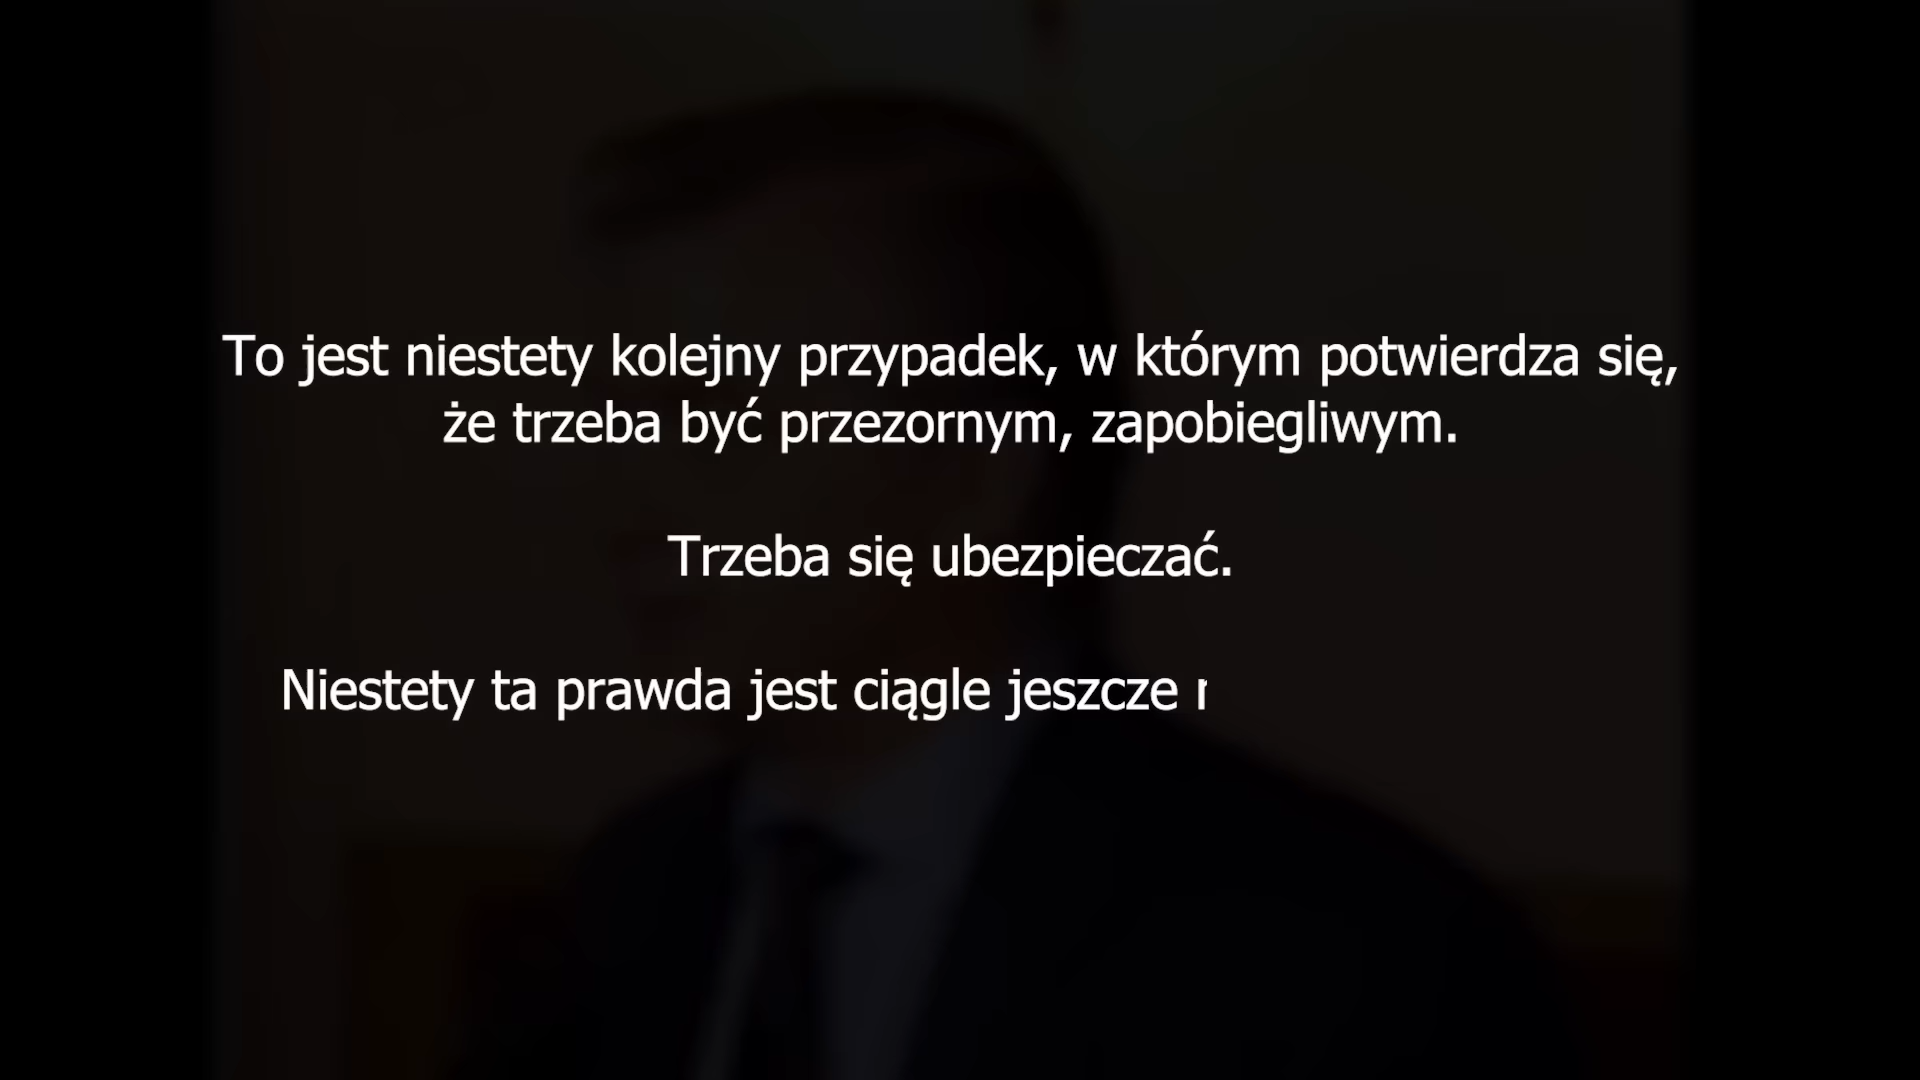 To jest niestety kolejny przypadek, w którym potwierdza się,
że trzeba być przezornym, zapobiegliwym.
Trzeba się ubezpieczać.
Niestety ta prawda jest ciągle jeszcze